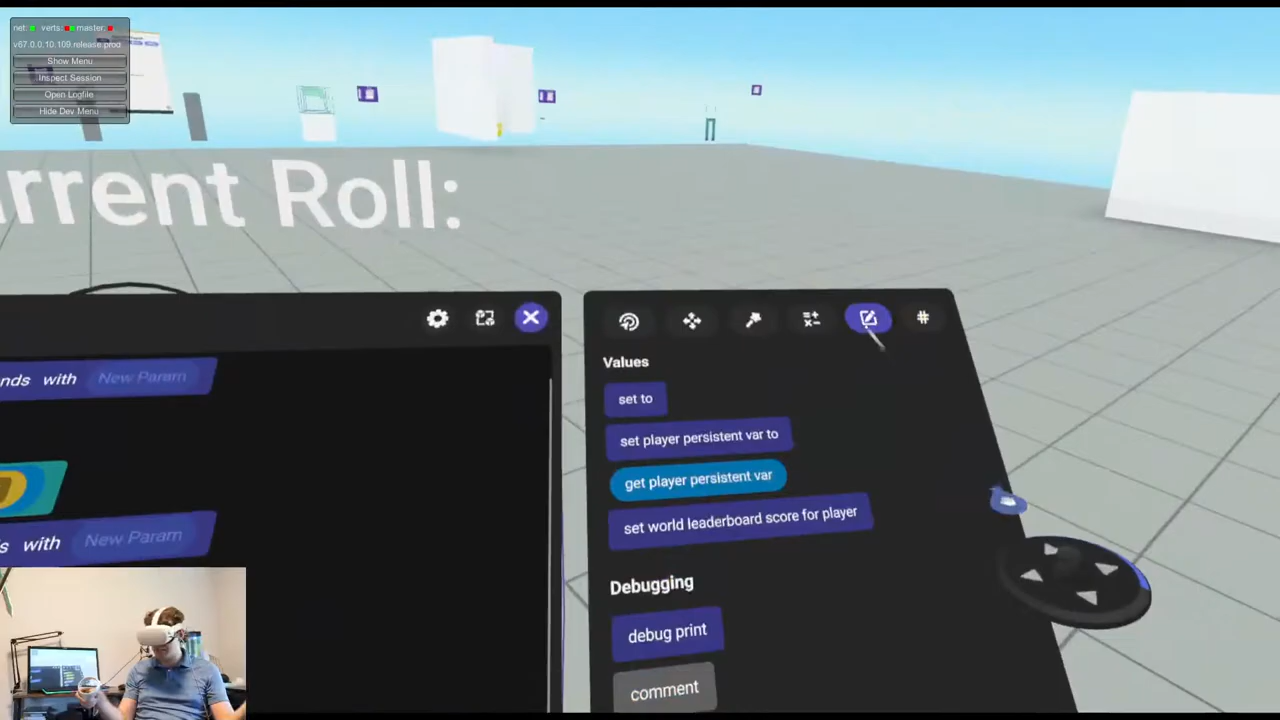 net: verts: master:
v67.0.0.10.109.release.prod
Show Menu
Inspect Session
Open Logfile
Hide Dev Menu
rrent Roll:
nds with New Param
s with New Param
#
Values
set to
set player persistent var to
get player persistent var
set world leaderboard score for player
Debugging
debug print
comment